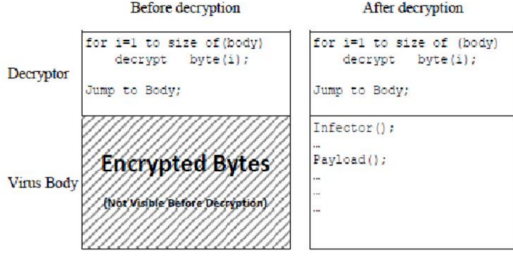 Before decryption
After decryption
Decryptor
for i=1 to size of(body)
decrypt byte(i);
Jump to Body;
for i=1 to size of (body)
decrypt byte(i);
Jump to Body;
Virus Body
Encrypted Bytes
(Not Visible Before Decryption)
Infector();
…
Payload();
…
…
…